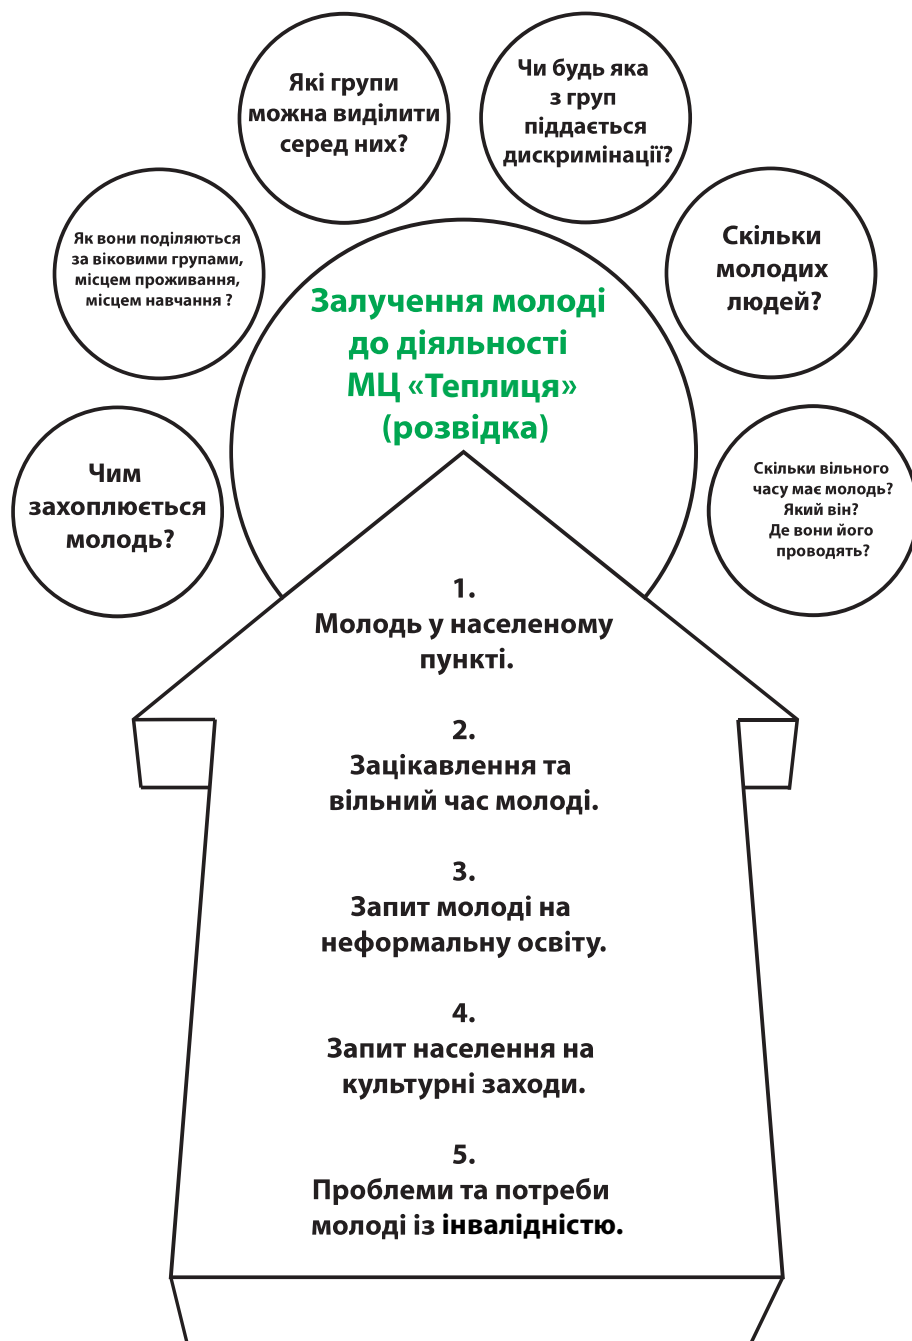 Які групи
можна виділити
серед них?
Чи будь яка
з груп
піддається
дискримінації?
Як вони поділяються
за віковими групами,
місцем проживання,
місцем навчання ?
Скільки
молодих
людей?
Залучення молоді
до діяльності
МЦ «Теплиця»
(розвідка)
Чим
захоплюється
молодь?
Скільки вільного
часу має молодь?
Який він?
Де вони його
проводять?
1.
Молодь у населеному
пункті.
2.
Зацікавлення та
вільний час молоді.
3.
Запит молоді на
неформальну освіту.
4.
Запит населення на
культурні заходи.
5.
Проблеми та потреби
молоді із інвалідністю.